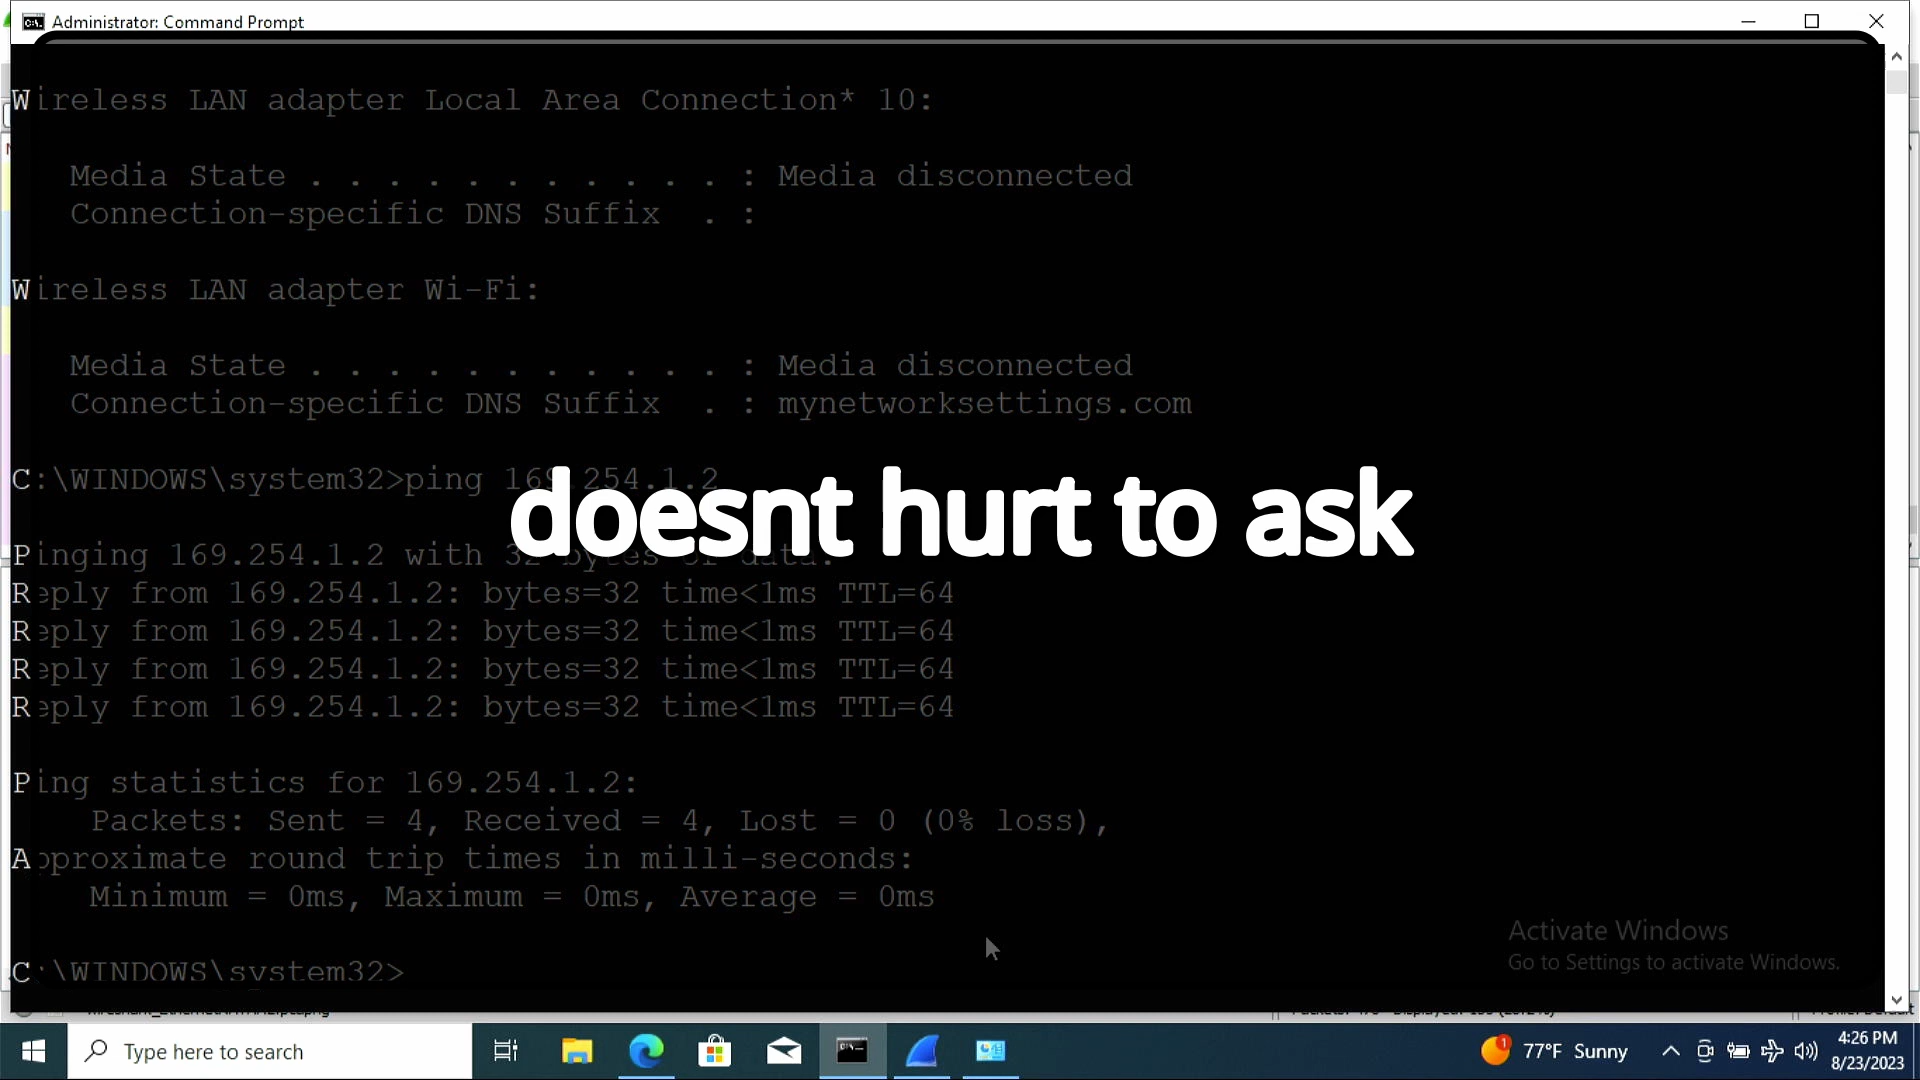 Administrator: Command Prompt
Wireless LAN adapter Local Area Connection* 10:
Media State . . . . . . . . . . . : Media disconnected
Connection-specific DNS Suffix . :
Wireless LAN adapter Wi-Fi:
Media State . . . . . . . . . . . : Media disconnected
Connection-specific DNS Suffix . : mynetworksettings.com
C:\WINDOWS\system32>ping 169.254.1.2
doesnt hurt to ask
Pinging 169.254.1.2 with 32 bytes of data:
Reply from 169.254.1.2: bytes=32 time<1ms TTL=64
Reply from 169.254.1.2: bytes=32 time<1ms TTL=64
Reply from 169.254.1.2: bytes=32 time<1ms TTL=64
Reply from 169.254.1.2: bytes=32 time<1ms TTL=64
Ping statistics for 169.254.1.2:
Packets: Sent = 4, Received = 4, Lost = 0 (0% loss),
Approximate round trip times in milli-seconds:
Minimum = 0ms, Maximum = 0ms, Average = 0ms
Activate Windows
Go to Settings to activate Windows.
C:\WINDOWS\system32>
Type here to search
77°F Sunny
4:26 PM
8/23/2023